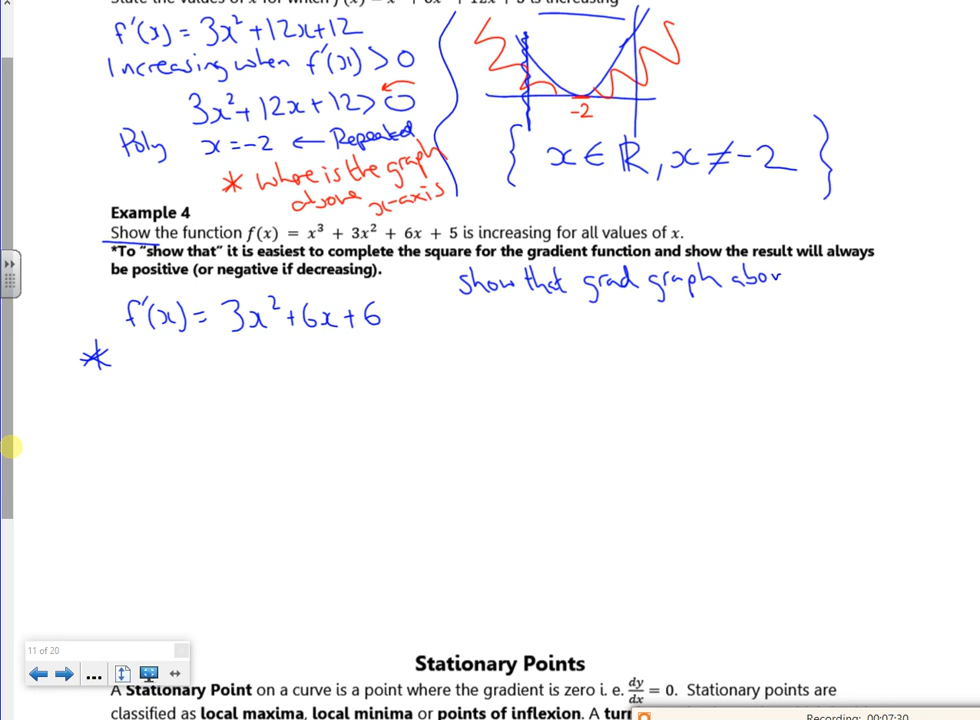 f'(x) = 3x² + 12x + 12
Increasing when f'(x) > 0
3x² + 12x + 12 > 0
Poly x = -2 ← Repeated
* where is the graph
above x-axis
-2
{ x ∈ ℝ, x ≠ -2 }
Example 4
Show the function f(x) = x³ + 3x² + 6x + 5 is increasing for all values of x.
*To "show that" it is easiest to complete the square for the gradient function and show the result will always
be positive (or negative if decreasing).
show that grad graph abov
f'(x) = 3x² + 6x + 6
*
11 of 20
...
Stationary Points
A Stationary Point on a curve is a point where the gradient is zero i. e. dy/dx = 0. Stationary points are
classified as local maxima, local minima or points of inflexion. A turi
Recording: 00:07:30